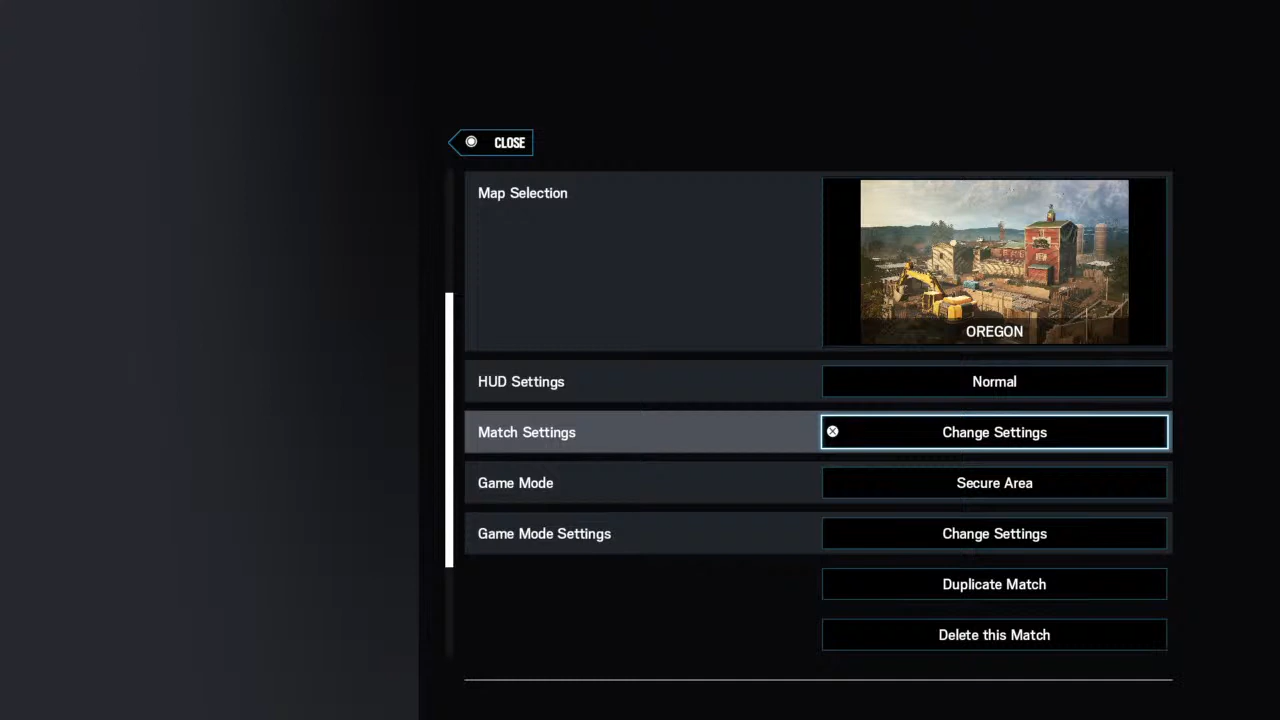 CLOSE
Map Selection
OREGON
HUD Settings
Normal
Match Settings
Change Settings
Game Mode
Secure Area
Game Mode Settings
Change Settings
Duplicate Match
Delete this Match